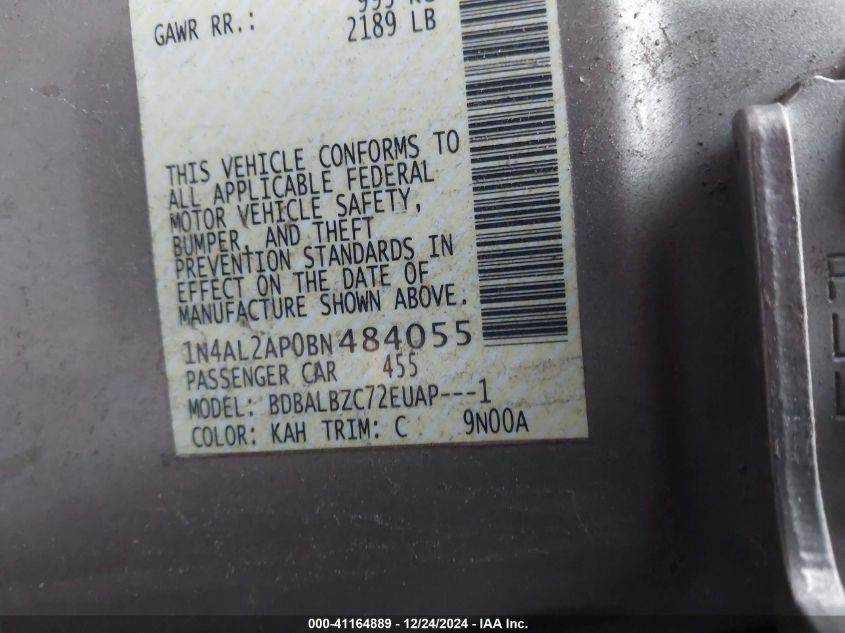 GAWR RR.:
2189 LB
THIS VEHICLE CONFORMS TO
ALL APPLICABLE FEDERAL
MOTOR VEHICLE SAFETY,
BUMPER, AND THEFT
PREVENTION STANDARDS IN
EFFECT ON THE DATE OF
MANUFACTURE SHOWN ABOVE.
1N4AL2AP0BN484055
PASSENGER CAR 455
MODEL: BDBALBZC72EUAP---1
COLOR: KAH TRIM: C 9N00A
000-41164889 – 12/24/2024 – IAA Inc.